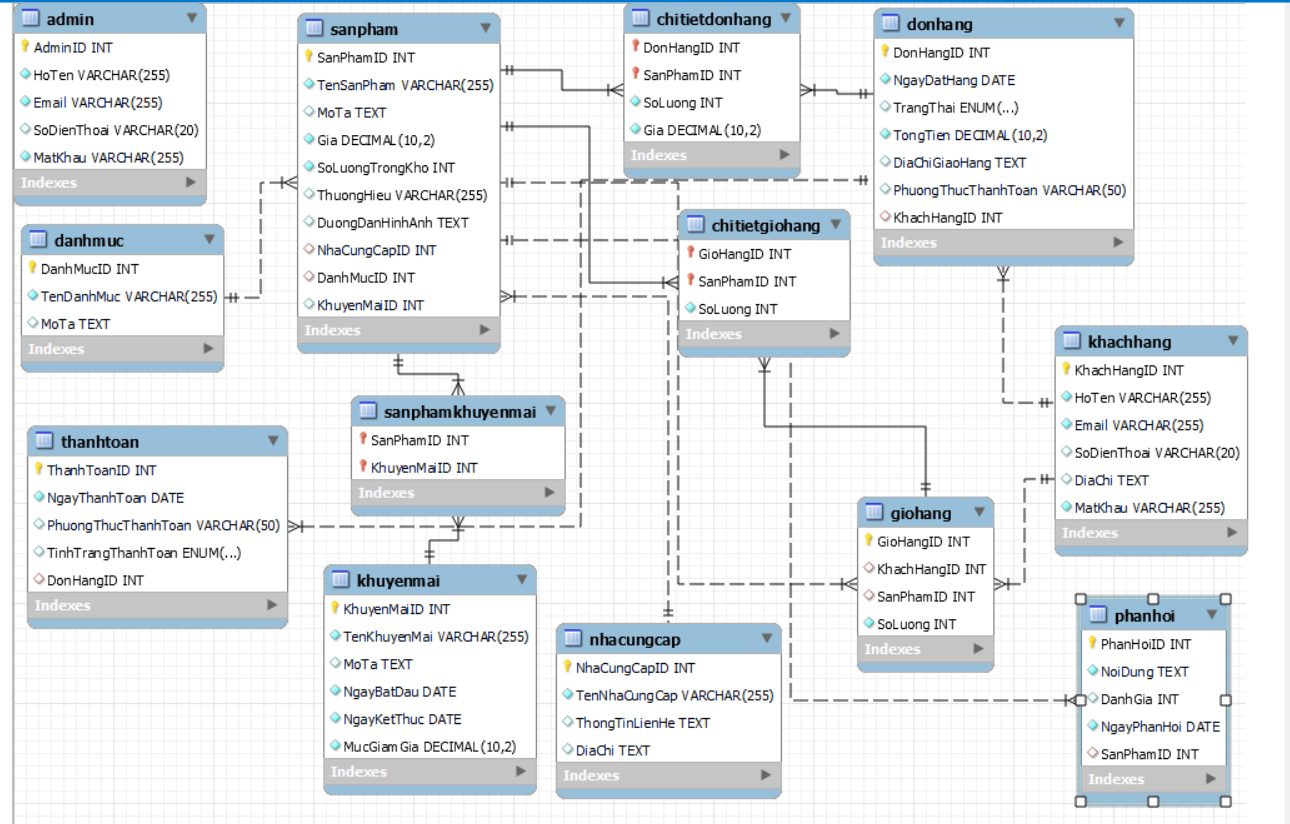 admin
AdminID INT
HoTen VARCHAR(255)
Email VARCHAR(255)
SoDienThoai VARCHAR(20)
MatKhau VARCHAR(255)
Indexes
sanpham
SanPhamID INT
TenSanPham VARCHAR(255)
MoTa TEXT
Gia DECIMAL(10,2)
SoLuongTrongKho INT
ThuongHieu VARCHAR(255)
DuongDanHinhAnh TEXT
NhaCungCapID INT
DanhMucID INT
KhuyenMaiID INT
Indexes
chitietdonhang
DonHangID INT
SanPhamID INT
SoLuong INT
Gia DECIMAL(10,2)
Indexes
donhang
DonHangID INT
NgayDatHang DATE
TrangThai ENUM(...)
TongTien DECIMAL(10,2)
DiaChiGiaoHang TEXT
PhuongThucThanhToan VARCHAR(50)
KhachHangID INT
Indexes
danhmuc
DanhMucID INT
TenDanhMuc VARCHAR(255)
MoTa TEXT
Indexes
chitietgiohang
GioHangID INT
SanPhamID INT
SoLuong INT
Indexes
khachhang
KhachHangID INT
HoTen VARCHAR(255)
Email VARCHAR(255)
SoDienThoai VARCHAR(20)
DiaChi TEXT
MatKhau VARCHAR(255)
Indexes
sanphamkhuyenmai
SanPhamID INT
KhuyenMaiID INT
Indexes
thanhtoan
ThanhToanID INT
NgayThanhToan DATE
PhuongThucThanhToan VARCHAR(50)
TinhTrangThanhToan ENUM(...)
DonHangID INT
Indexes
giohang
GioHangID INT
KhachHangID INT
SanPhamID INT
SoLuong INT
Indexes
khuyenmai
KhuyenMaiID INT
TenKhuyenMai VARCHAR(255)
MoTa TEXT
NgayBatDau DATE
NgayKetThuc DATE
MucGiamGia DECIMAL(10,2)
Indexes
nhacungcap
NhaCungCapID INT
TenNhaCungCap VARCHAR(255)
ThongTinLienHe TEXT
DiaChi TEXT
Indexes
phanhoi
PhanHoiID INT
NoiDung TEXT
DanhGia INT
NgayPhanHoi DATE
SanPhamID INT
Indexes